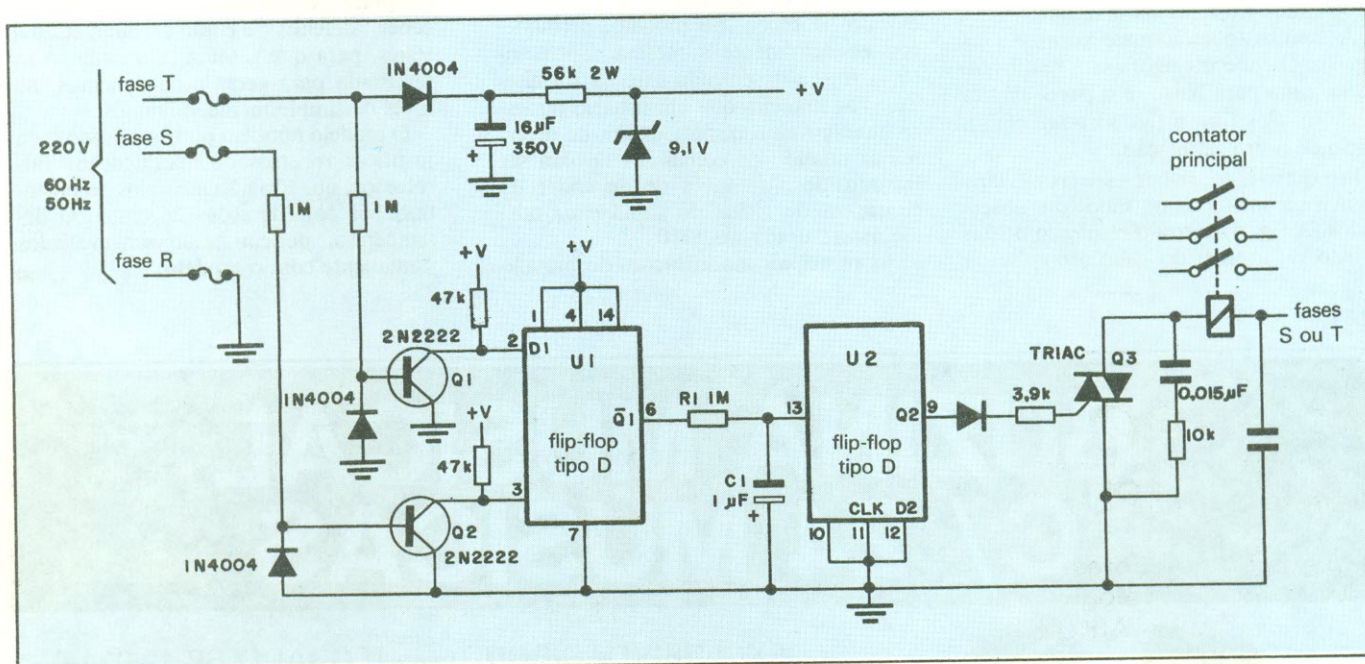 fase T
fase S
fase R
220V
60 Hz
50Hz
1M
1M
1N4004
16µF
350V
+
56k 2W
9,1V
+V
+V
47k
+V
1 4 14
2N2222
Q1
1N4004
+V
47k
Q2
2N2222
1N4004
2 D1
U1
flip-flop
tipo D
3
7
Q̅1 6
R1 1M
C1
1µF
+
13
U2
Q2 9
flip-flop
tipo D
CLK D2
10 11 12
3,9k
TRIAC
Q3
0,015µF
10k
contator
principal
fases
S ou T